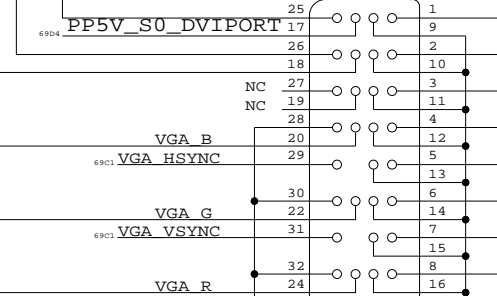 25 1
69D4 PP5V_S0_DVIPORT 17 9
26 2
18 10
NC 27 3
NC 19 11
28 4
VGA_B 20 12
69C1 VGA_HSYNC 29 5
13
30 6
VGA_G 22 14
69C1 VGA_VSYNC 31 7
15
32 8
VGA_R 24 16